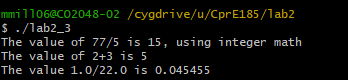 mmill06@CO2048-02 /cygdrive/u/CprE185/lab2
$ ./lab2_3
The value of 77/5 is 15, using integer math
The value of 2+3 is 5
The value of 1.0/22.0 is 0.045455